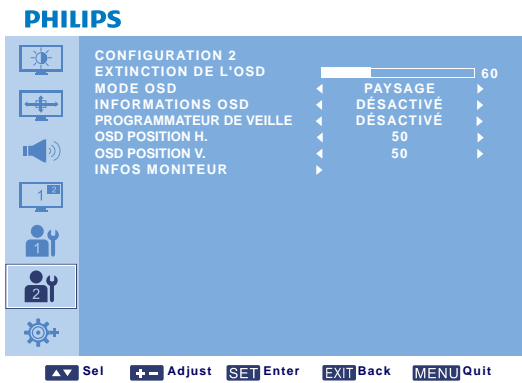 PHILIPS
CONFIGURATION 2
EXTINCTION DE L'OSD 60
MODE OSD PAYSAGE
INFORMATIONS OSD DÉSACTIVÉ
PROGRAMMATEUR DE VEILLE DÉSACTIVÉ
OSD POSITION H. 50
OSD POSITION V. 50
INFOS MONITEUR
1 2
1
2
Sel Adjust SET Enter EXIT Back MENU Quit